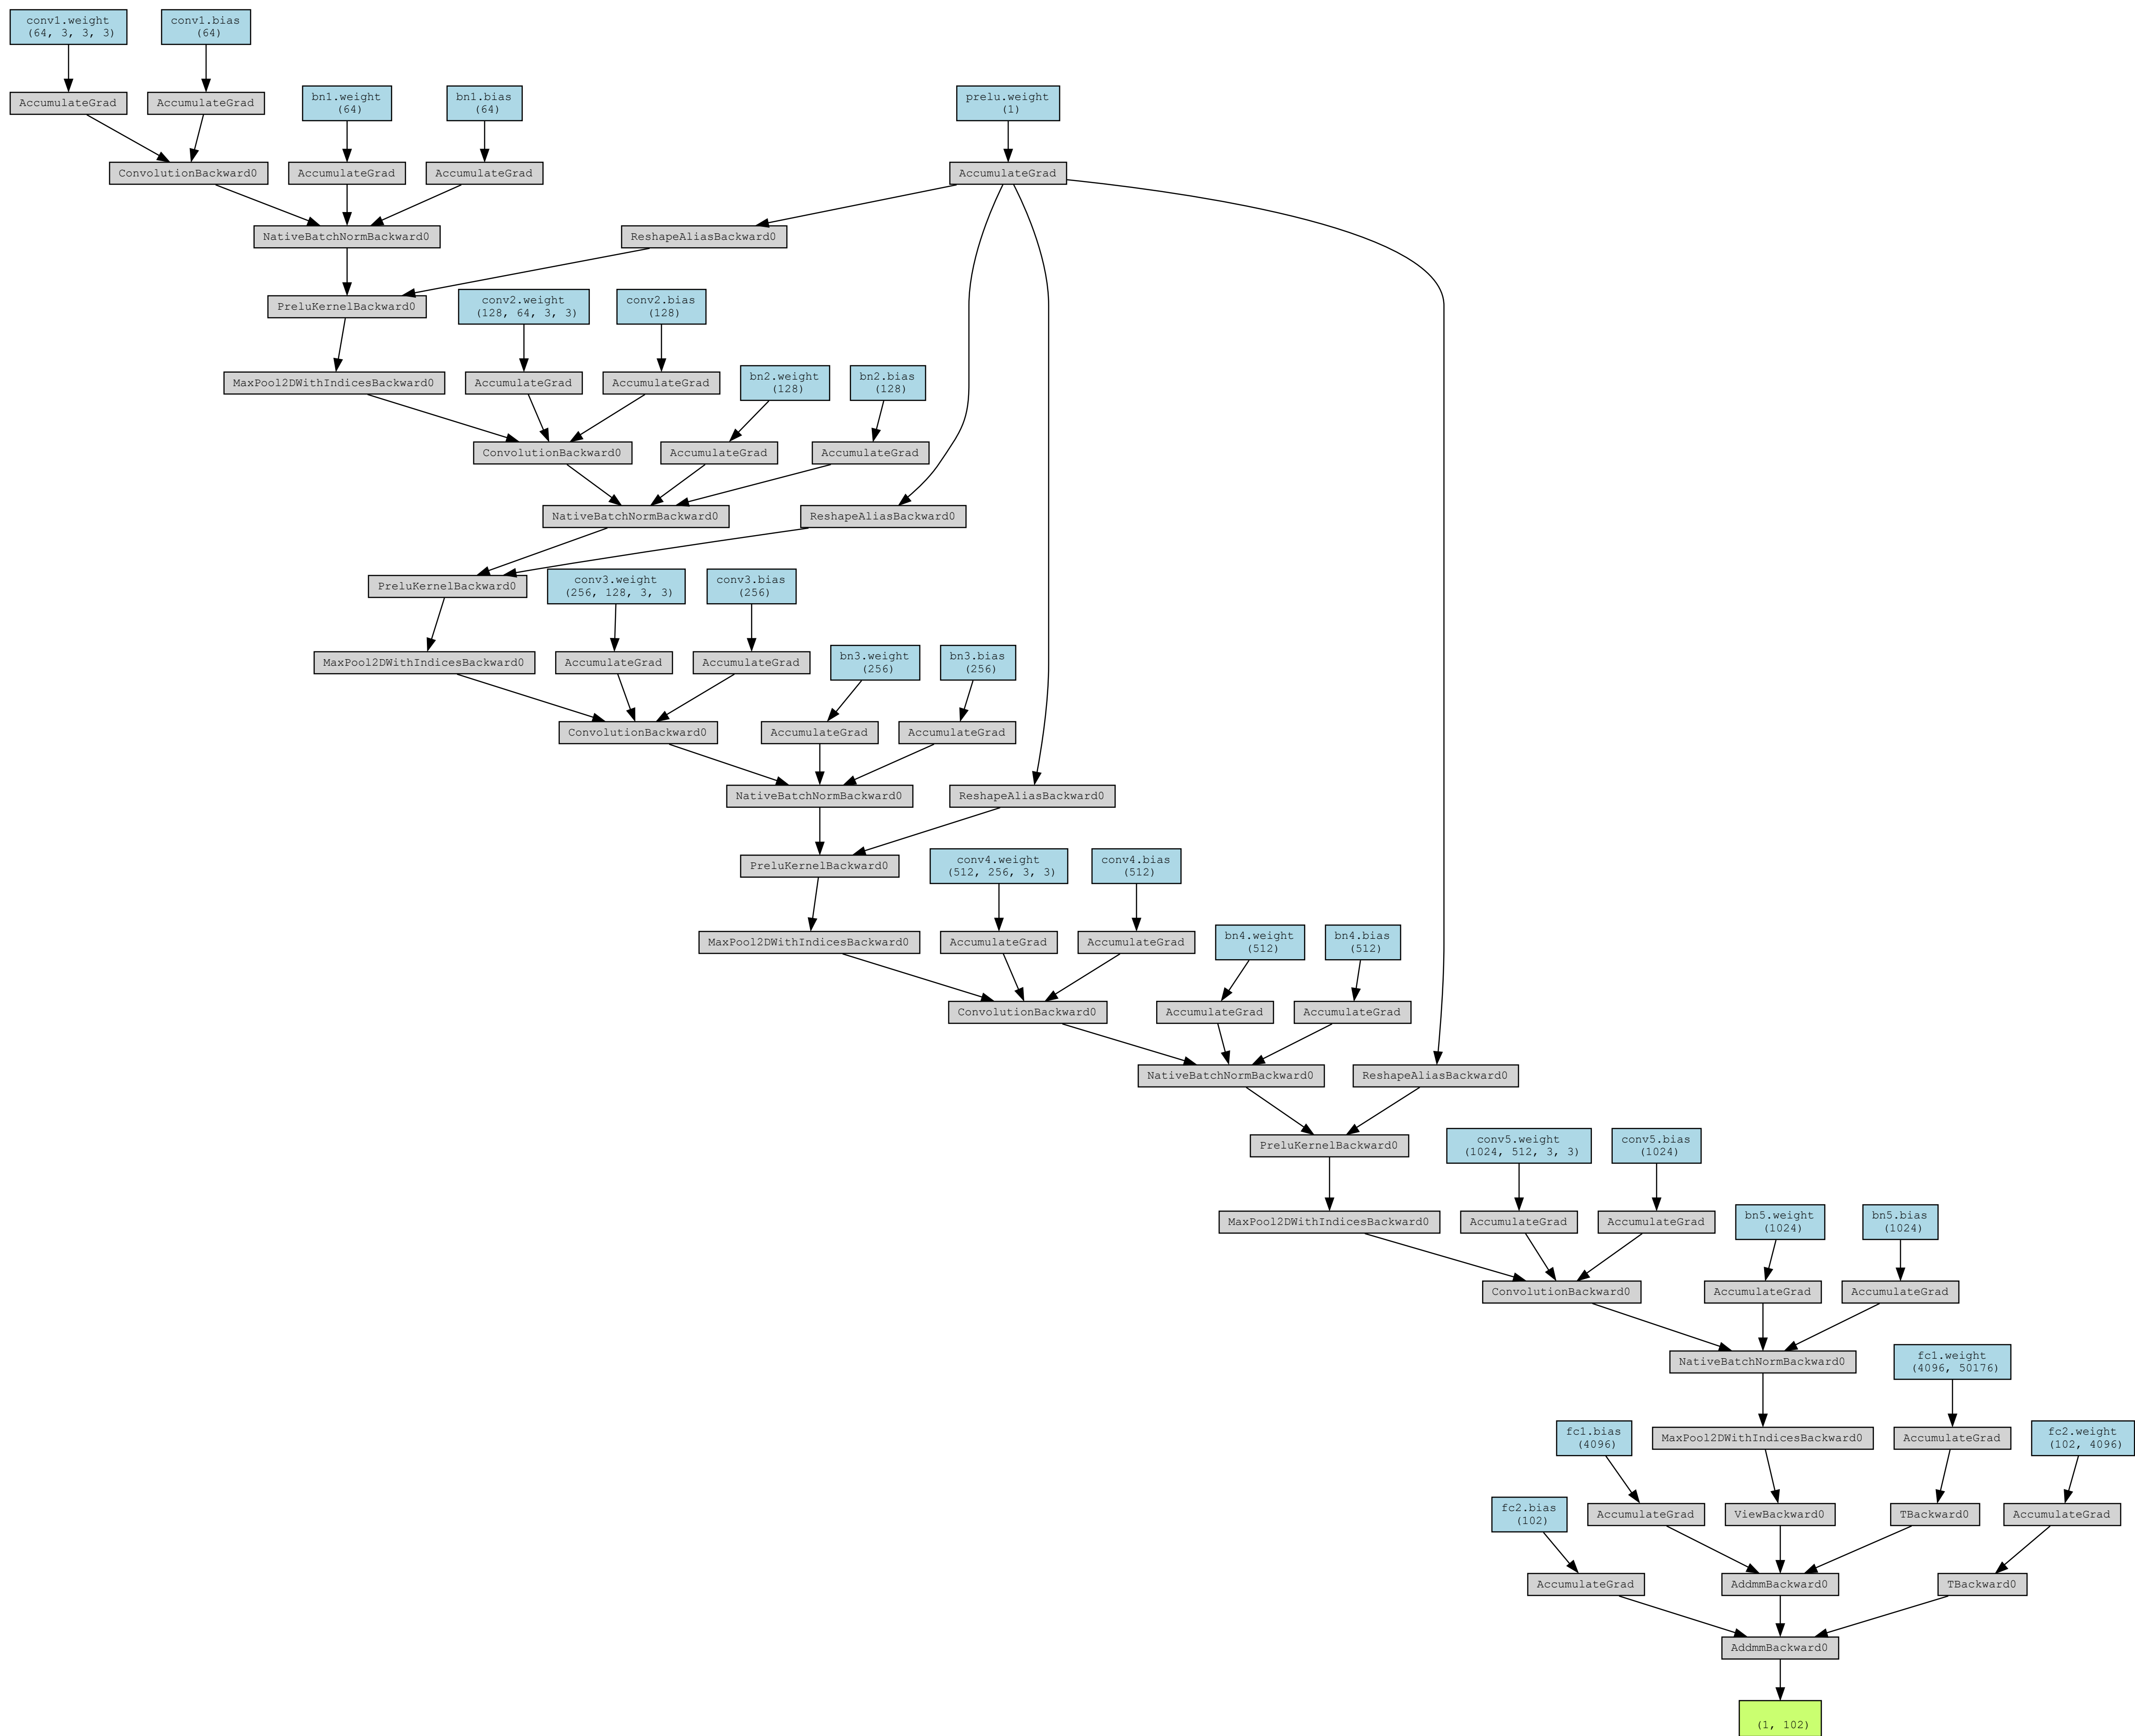 conv1.weight
(64, 3, 3, 3)
conv1.bias
(64)
AccumulateGrad
AccumulateGrad
bn1.weight
(64)
bn1.bias
(64)
prelu.weight
(1)
ConvolutionBackward0
AccumulateGrad
AccumulateGrad
AccumulateGrad
NativeBatchNormBackward0
ReshapeAliasBackward0
PreluKernelBackward0
conv2.weight
(128, 64, 3, 3)
conv2.bias
(128)
MaxPool2DWithIndicesBackward0
AccumulateGrad
AccumulateGrad
bn2.weight
(128)
bn2.bias
(128)
ConvolutionBackward0
AccumulateGrad
AccumulateGrad
NativeBatchNormBackward0
ReshapeAliasBackward0
PreluKernelBackward0
conv3.weight
(256, 128, 3, 3)
conv3.bias
(256)
MaxPool2DWithIndicesBackward0
AccumulateGrad
AccumulateGrad
bn3.weight
(256)
bn3.bias
(256)
ConvolutionBackward0
AccumulateGrad
AccumulateGrad
NativeBatchNormBackward0
ReshapeAliasBackward0
PreluKernelBackward0
conv4.weight
(512, 256, 3, 3)
conv4.bias
(512)
MaxPool2DWithIndicesBackward0
AccumulateGrad
AccumulateGrad
bn4.weight
(512)
bn4.bias
(512)
ConvolutionBackward0
AccumulateGrad
AccumulateGrad
NativeBatchNormBackward0
ReshapeAliasBackward0
PreluKernelBackward0
conv5.weight
(1024, 512, 3, 3)
conv5.bias
(1024)
MaxPool2DWithIndicesBackward0
AccumulateGrad
AccumulateGrad
bn5.weight
(1024)
bn5.bias
(1024)
ConvolutionBackward0
AccumulateGrad
AccumulateGrad
NativeBatchNormBackward0
fc1.weight
(4096, 50176)
fc1.bias
(4096)
MaxPool2DWithIndicesBackward0
AccumulateGrad
fc2.weight
(102, 4096)
fc2.bias
(102)
AccumulateGrad
ViewBackward0
TBackward0
AccumulateGrad
AccumulateGrad
AddmmBackward0
TBackward0
AddmmBackward0
(1, 102)